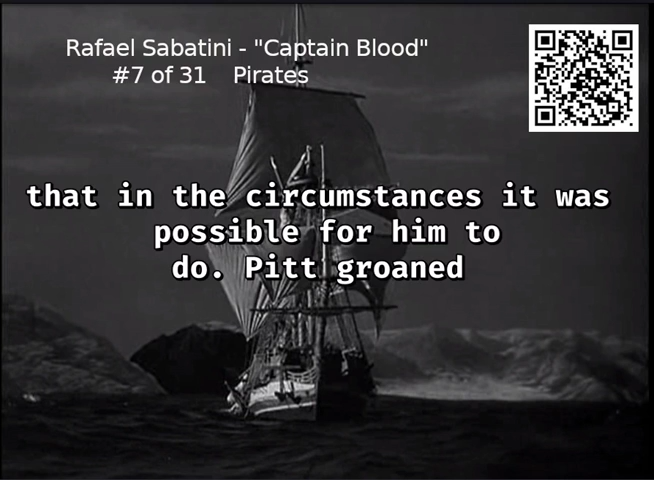 Rafael Sabatini - "Captain Blood"
#7 of 31 Pirates
that in the circumstances it was
possible for him to
do. Pitt groaned